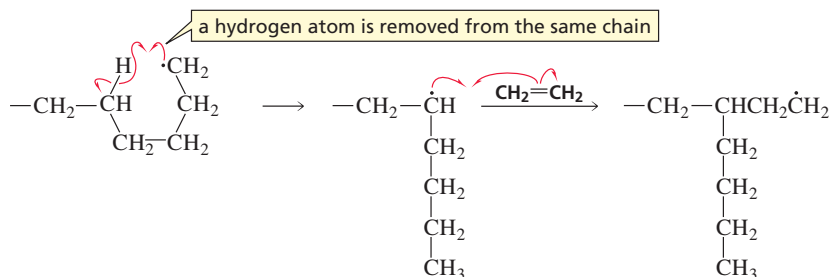 a hydrogen atom is removed from the same chain
H ·CH₂
—CH₂—CH CH₂ CH₂—CH₂
—CH₂—ĊH CH₂ CH₂ CH₂ CH₃
CH₂=CH₂
—CH₂—CHCH₂ĊH₂ CH₂ CH₂ CH₂ CH₃